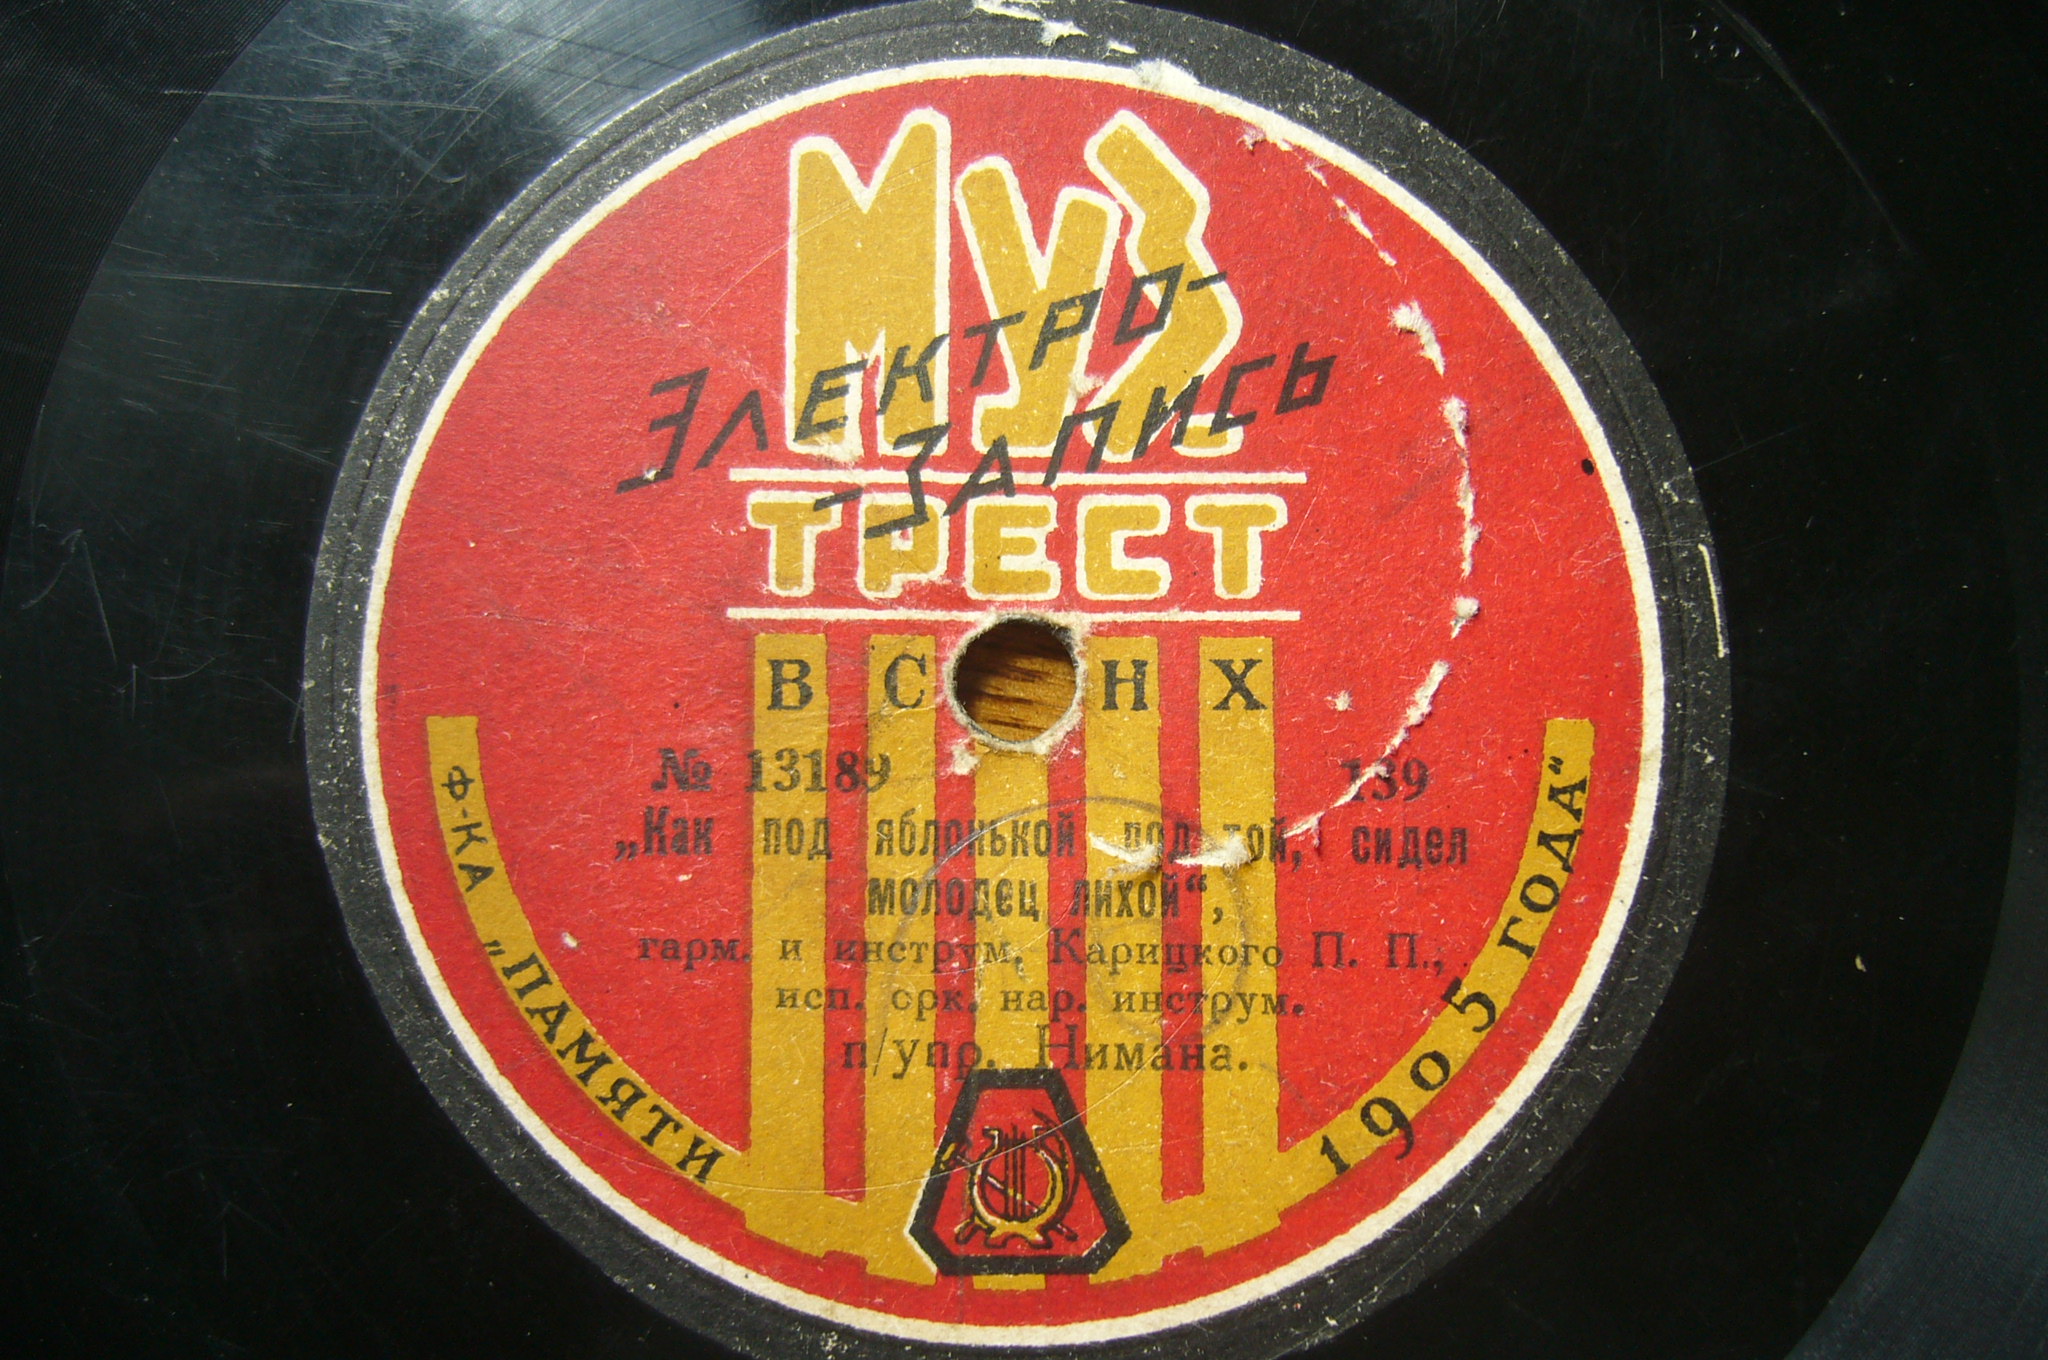 МУЗ
ЭЛЕКТРО-
-ЗАПИСЬ
ТРЕСТ
В С Н Х
№ 13189 139
„Как под яблонькой под той, сидел
молодец лихой“,
гарм. и инструм. Карицкого П. П.,
исп. орк. нар. инструм.
п/упр. Нимана.
Ф-КА „ПАМЯТИ 1905 ГОДА“